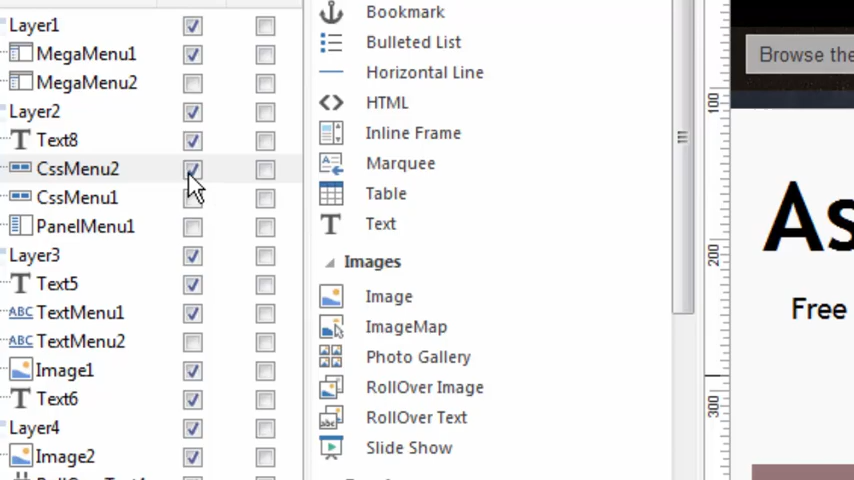 Layer1
MegaMenu1
MegaMenu2
Layer2
Text8
CssMenu2
CssMenu1
PanelMenu1
Layer3
Text5
ABC TextMenu1
ABC TextMenu2
Image1
Text6
Layer4
Image2
Bookmark
Bulleted List
Horizontal Line
HTML
Inline Frame
Marquee
Table
Text
Images
Image
ImageMap
Photo Gallery
RollOver Image
RollOver Text
Slide Show
100
200
300
Browse the
As
Free